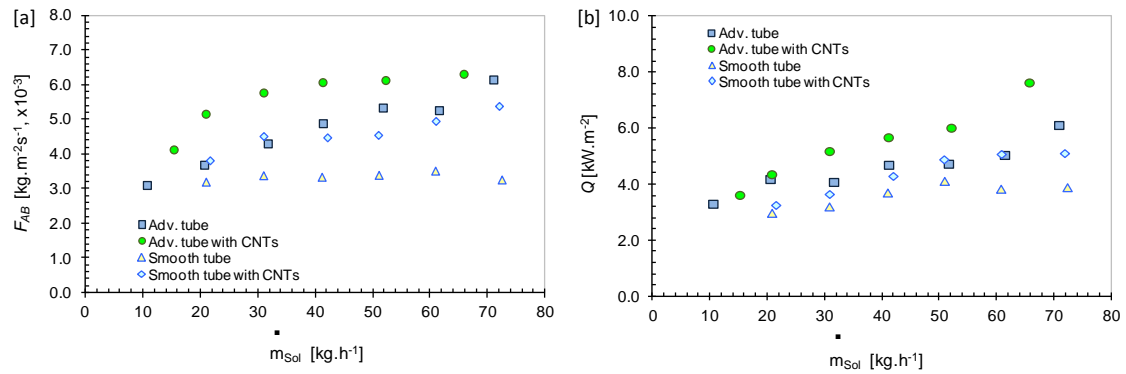 [a]
8.0
7.0
6.0
5.0
4.0
3.0
2.0
1.0
0.0
F_AB [kg.m⁻²s⁻¹, x10⁻³]
Adv. tube
Adv. tube with CNTs
Smooth tube
Smooth tube with CNTs
0 10 20 30 40 50 60 70 80
ṁ_Sol [kg.h⁻¹]
[b]
10.0
8.0
6.0
4.0
2.0
0.0
Q [kW.m⁻²]
Adv. tube
Adv. tube with CNTs
Smooth tube
Smooth tube with CNTs
0 10 20 30 40 50 60 70 80
ṁ_Sol [kg.h⁻¹]